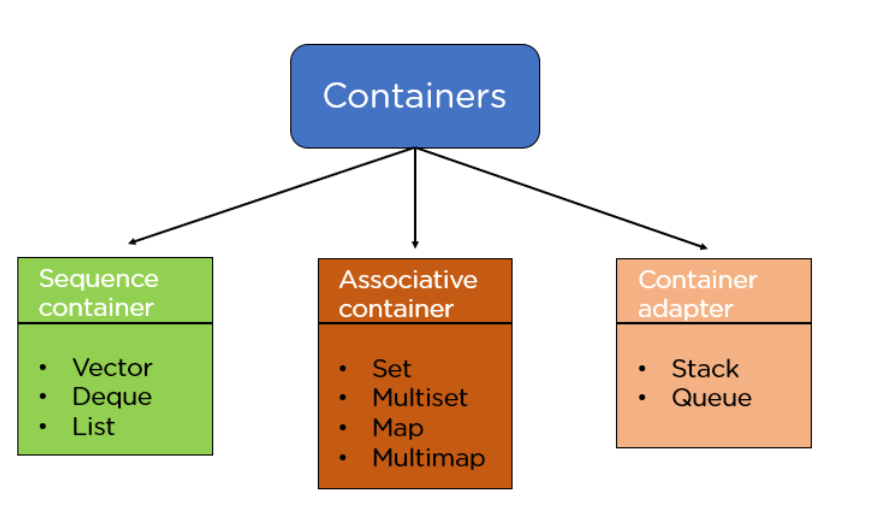 Containers
Sequence
container
• Vector
• Deque
• List
Associative
container
• Set
• Multiset
• Map
• Multimap
Container
adapter
• Stack
• Queue